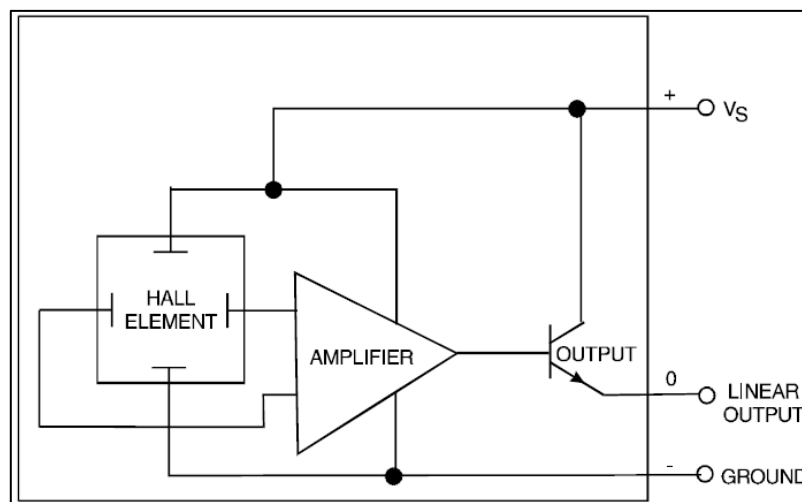 +
VS
HALL
ELEMENT
AMPLIFIER
OUTPUT
0
LINEAR
OUTPUT
-
GROUND